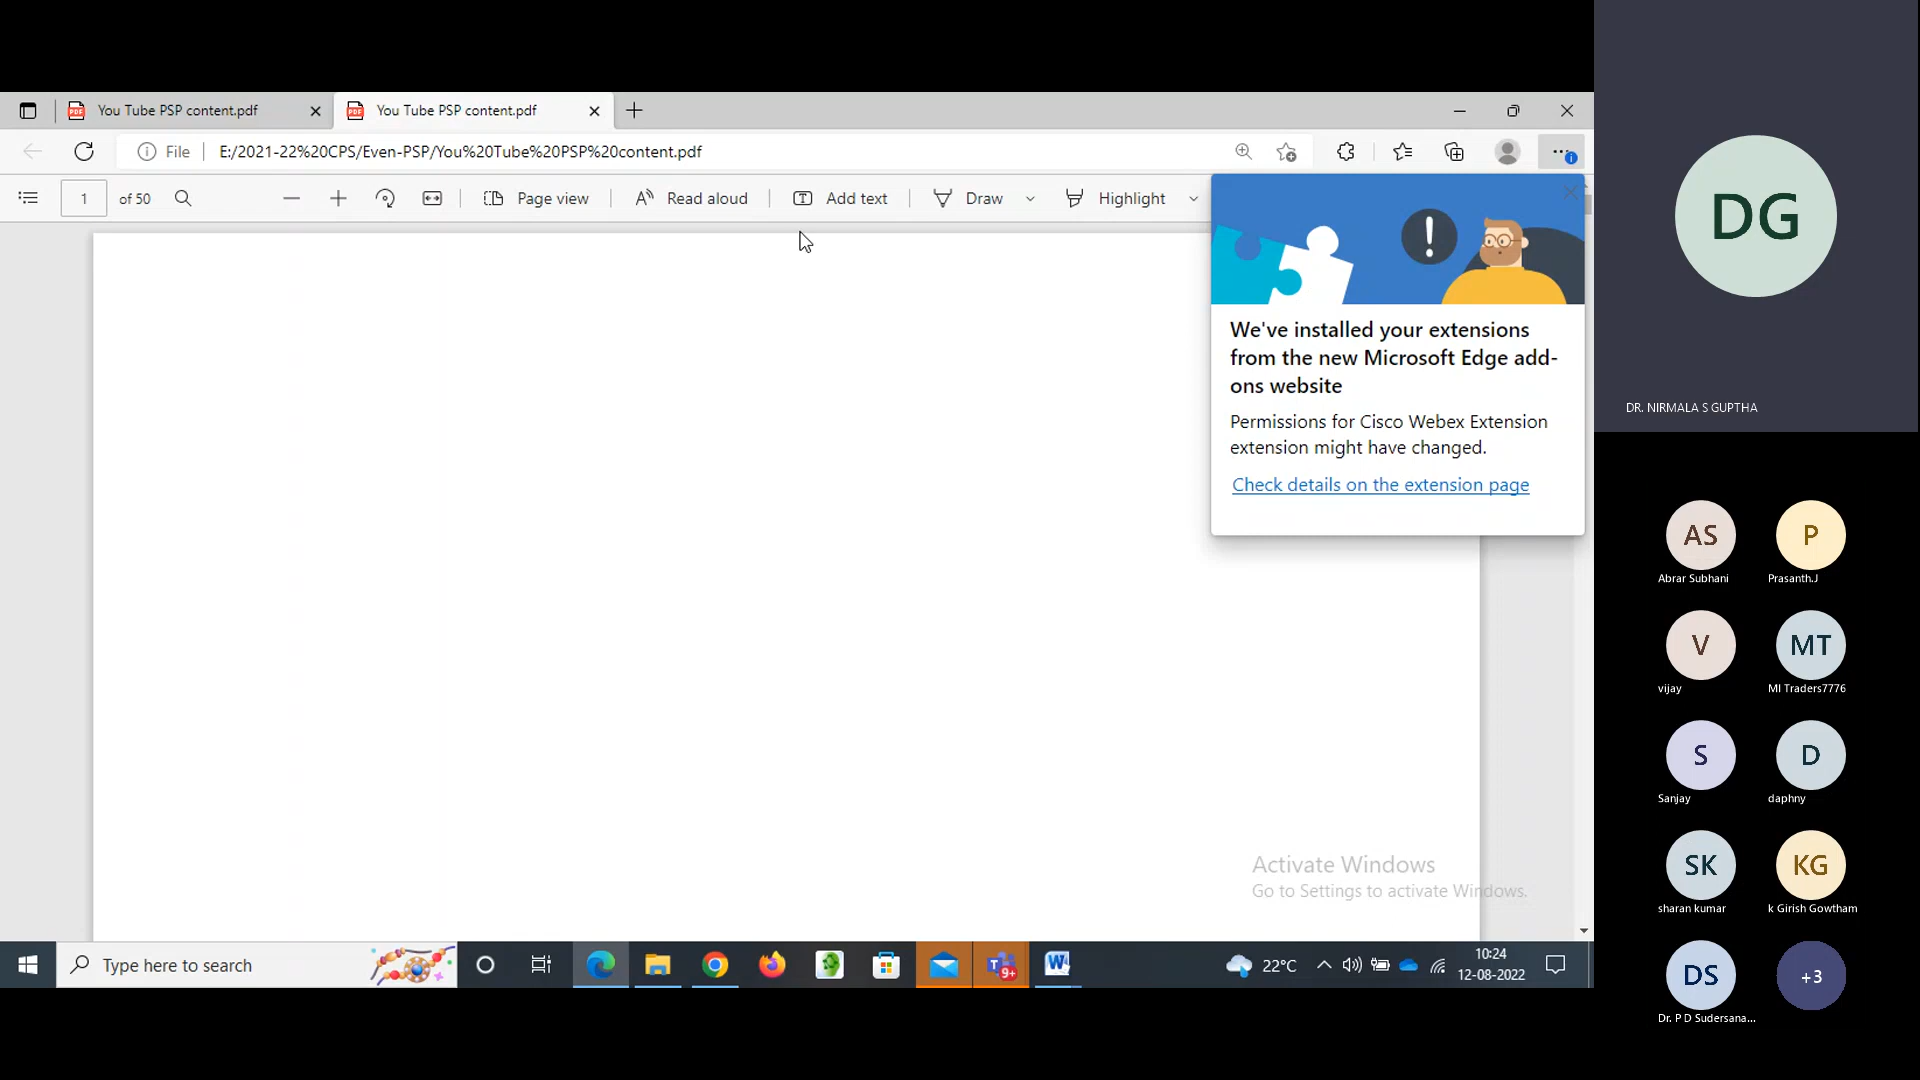 You Tube PSP content.pdf
You Tube PSP content.pdf
File
E:/2021-22%20CPS/Even-PSP/You%20Tube%20PSP%20content.pdf
1
of 50
Page view
Read aloud
Add text
Draw
Highlight
We've installed your extensions
from the new Microsoft Edge add-
ons website
Permissions for Cisco Webex Extension
extension might have changed.
Check details on the extension page
Activate Windows
Go to Settings to activate Windows.
Type here to search
9+
22°C
10:24
12-08-2022
DG
DR. NIRMALA S GUPTHA
AS
P
Abrar Subhani
Prasanth.J
V
MT
vijay
MI Traders7776
S
D
Sanjay
daphny
SK
KG
sharan kumar
k Girish Gowtham
DS
+3
Dr. P D Sudersana...